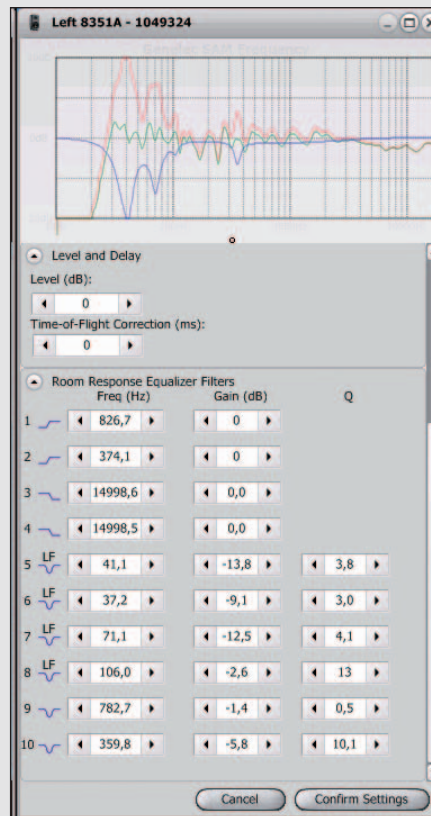 Left 8351A - 1049324
Genelec SAM Frequency
Level and Delay
Level (dB):
0
Time-of-Flight Correction (ms):
0
Room Response Equalizer Filters
Freq (Hz) Gain (dB) Q
1 826,7 0
2 374,1 0
3 14998,6 0,0
4 14998,5 0,0
5 LF 41,1 -13,8 3,8
6 LF 37,2 -9,1 3,0
7 LF 71,1 -12,5 4,1
8 LF 106,0 -2,6 13
9 782,7 -1,4 0,5
10 359,8 -5,8 10,1
Cancel Confirm Settings